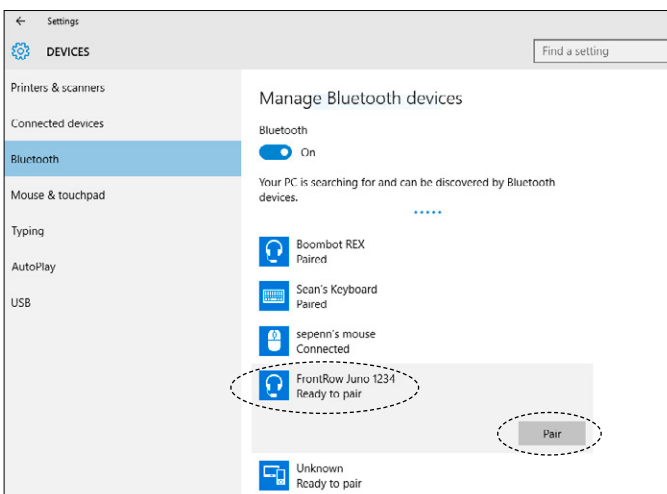 Settings
DEVICES
Find a setting
Printers & scanners
Connected devices
Bluetooth
Mouse & touchpad
Typing
AutoPlay
USB
Manage Bluetooth devices
Bluetooth
On
Your PC is searching for and can be discovered by Bluetooth
devices.
Boombot REX
Paired
Sean's Keyboard
Paired
sepenn's mouse
Connected
FrontRow Juno 1234
Ready to pair
Pair
Unknown
Ready to pair